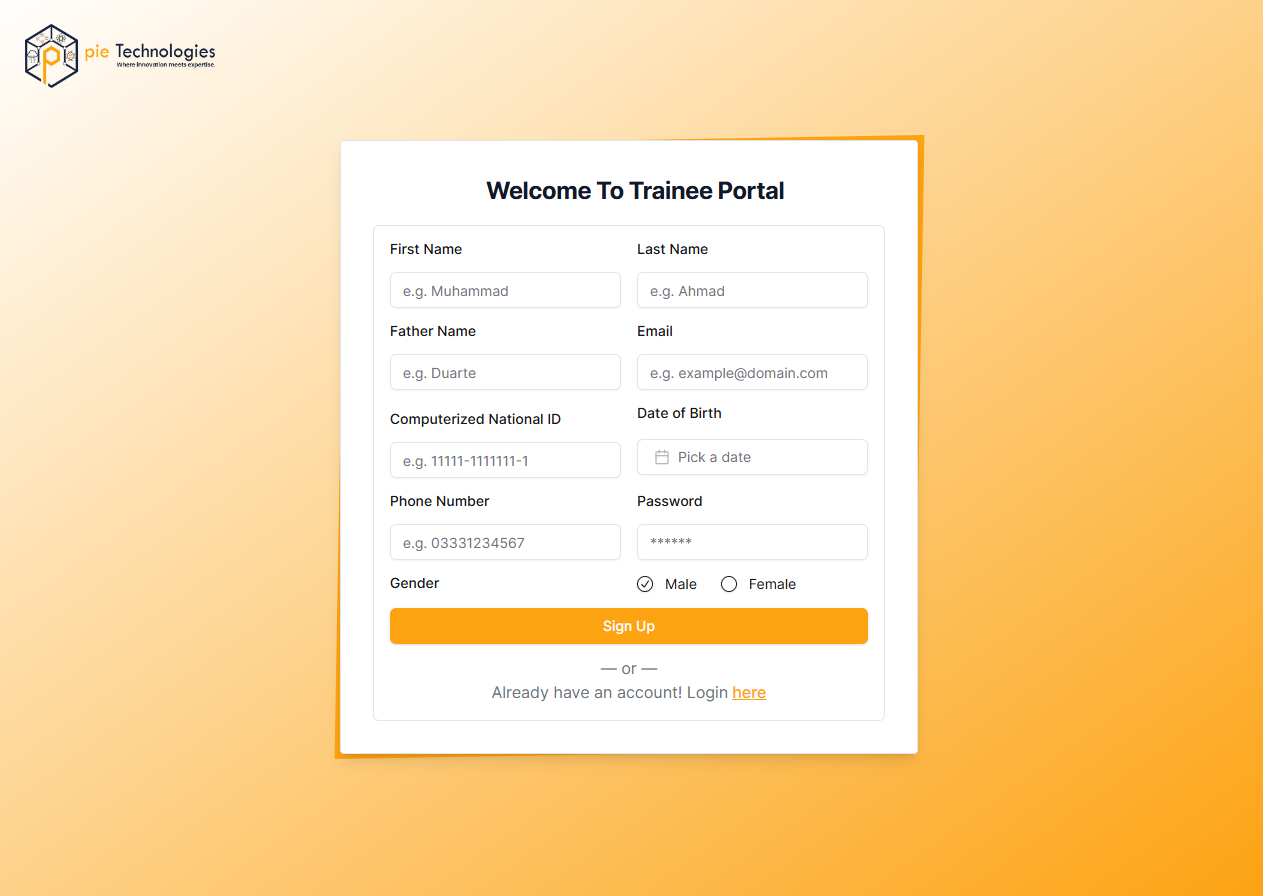 pie Technologies
Where innovation meets expertise.
Welcome To Trainee Portal
First Name Last Name
e.g. Muhammad e.g. Ahmad
Father Name Email
e.g. Duarte e.g. example@domain.com
Computerized National ID Date of Birth
e.g. 11111-1111111-1 Pick a date
Phone Number Password
e.g. 03331234567 ******
Gender Male Female
Sign Up
— or —
Already have an account! Login here